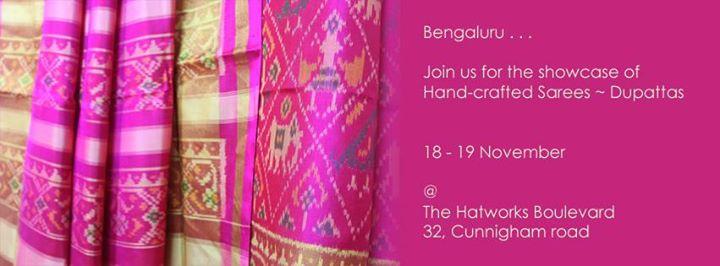 Bengaluru . . .
Join us for the showcase of
Hand-crafted Sarees ~ Dupattas
18 - 19 November
@
The Hatworks Boulevard
32, Cunnigham road